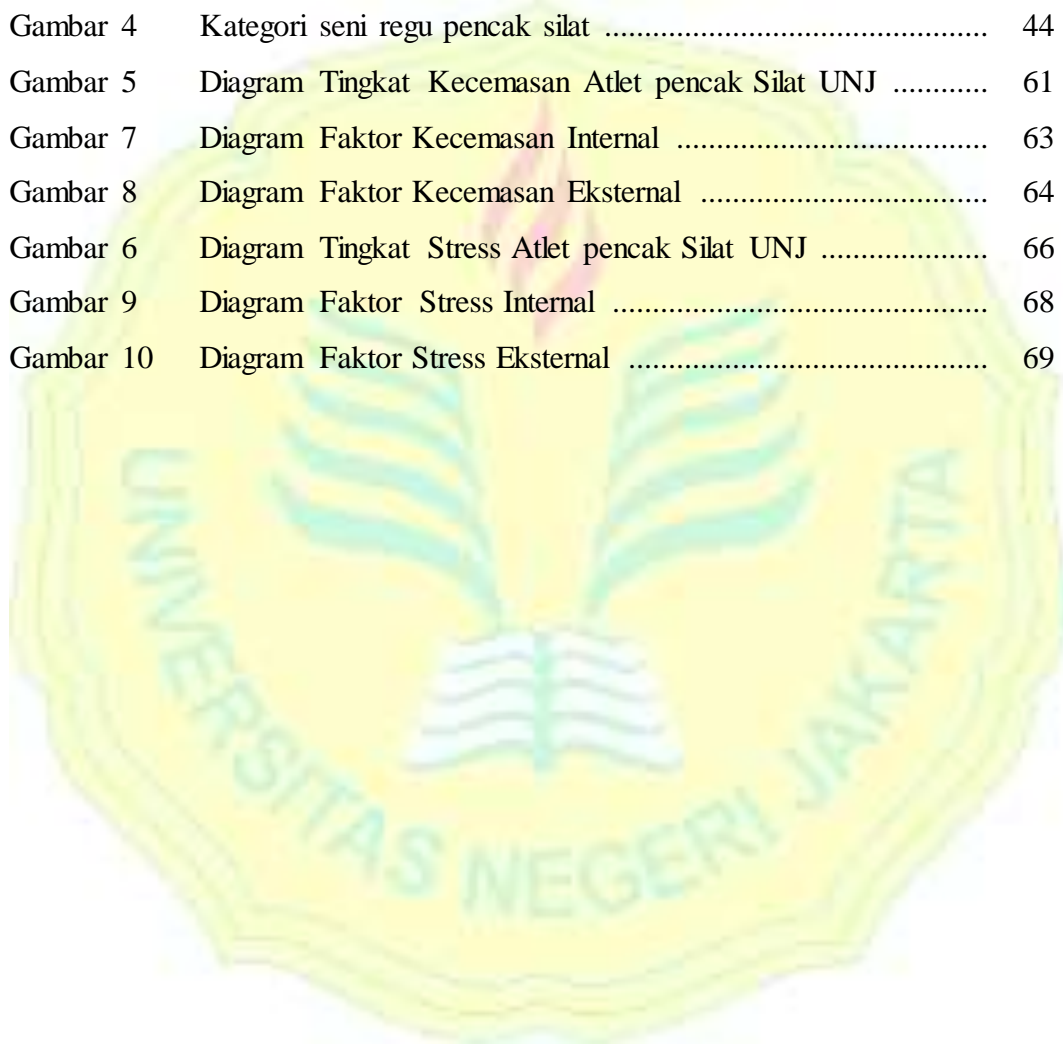 Gambar 4 Kategori seni regu pencak silat ............................................ 44
Gambar 5 Diagram Tingkat Kecemasan Atlet pencak Silat UNJ ............ 61
Gambar 7 Diagram Faktor Kecemasan Internal .................................... 63
Gambar 8 Diagram Faktor Kecemasan Eksternal ................................. 64
Gambar 6 Diagram Tingkat Stress Atlet pencak Silat UNJ ................... 66
Gambar 9 Diagram Faktor Stress Internal ........................................... 68
Gambar 10 Diagram Faktor Stress Eksternal ......................................... 69
UNIVERSITAS NEGERI JAKARTA